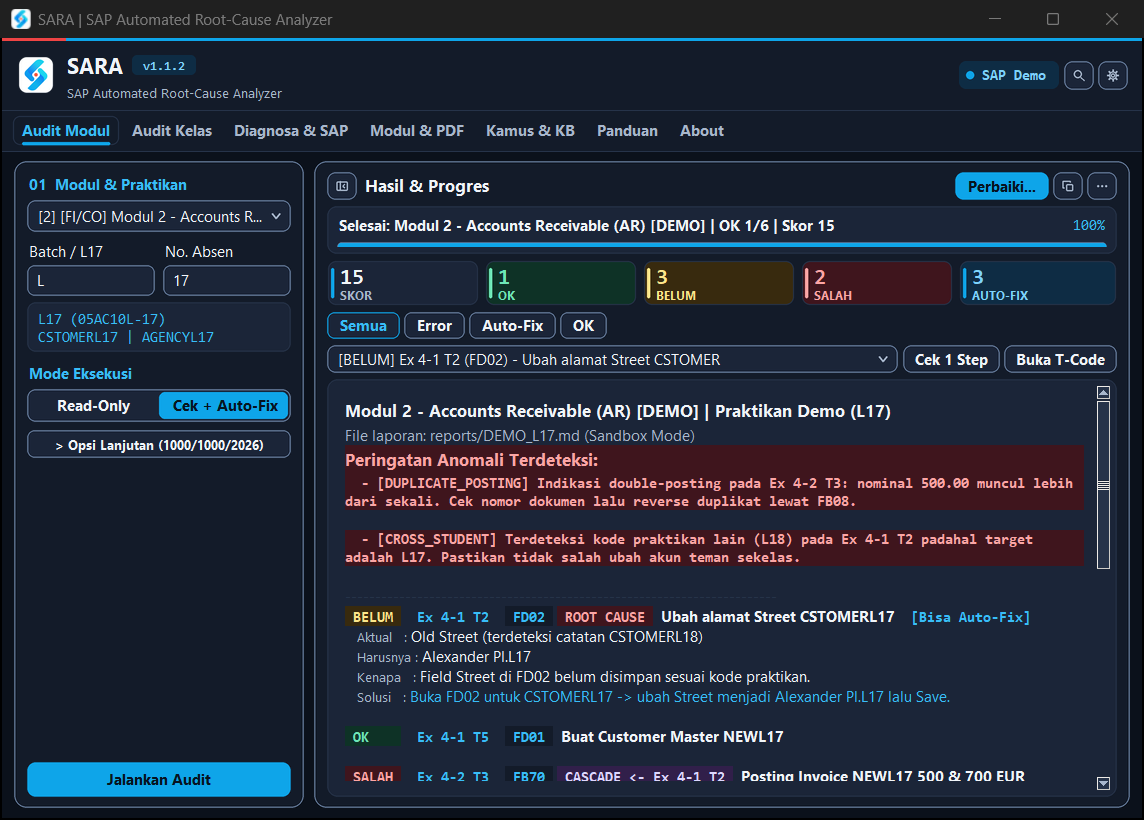 SARA | SAP Automated Root-Cause Analyzer
SARA v1.1.2
SAP Automated Root-Cause Analyzer
SAP Demo
Audit Modul Audit Kelas Diagnosa & SAP Modul & PDF Kamus & KB Panduan About
01 Modul & Praktikan
[2] [FI/CO] Modul 2 - Accounts R...
Batch / L17 No. Absen
L 17
L17 (05AC10L-17)
CSTOMERL17 | AGENCYL17
Mode Eksekusi
Read-Only Cek + Auto-Fix
> Opsi Lanjutan (1000/1000/2026)
Jalankan Audit
Hasil & Progres Perbaiki... ...
Selesai: Modul 2 - Accounts Receivable (AR) [DEMO] | OK 1/6 | Skor 15 100%
15 1 3 2 3
SKOR OK BELUM SALAH AUTO-FIX
Semua Error Auto-Fix OK
[BELUM] Ex 4-1 T2 (FD02) - Ubah alamat Street CSTOMER Cek 1 Step Buka T-Code
Modul 2 - Accounts Receivable (AR) [DEMO] | Praktikan Demo (L17)
File laporan: reports/DEMO_L17.md (Sandbox Mode)
Peringatan Anomali Terdeteksi:
- [DUPLICATE_POSTING] Indikasi double-posting pada Ex 4-2 T3: nominal 500.00 muncul lebih
dari sekali. Cek nomor dokumen lalu reverse duplikat lewat FB08.
- [CROSS_STUDENT] Terdeteksi kode praktikan lain (L18) pada Ex 4-1 T2 padahal target
adalah L17. Pastikan tidak salah ubah akun teman sekelas.
BELUM Ex 4-1 T2 FD02 ROOT CAUSE Ubah alamat Street CSTOMERL17 [Bisa Auto-Fix]
Aktual : Old Street (terdeteksi catatan CSTOMERL18)
Harusnya : Alexander Pl.L17
Kenapa : Field Street di FD02 belum disimpan sesuai kode praktikan.
Solusi : Buka FD02 untuk CSTOMERL17 -> ubah Street menjadi Alexander Pl.L17 lalu Save.
OK Ex 4-1 T5 FD01 Buat Customer Master NEWL17
SALAH Ex 4-2 T3 FB70 CASCADE <- Ex 4-1 T2 Posting Invoice NEWL17 500 & 700 EUR